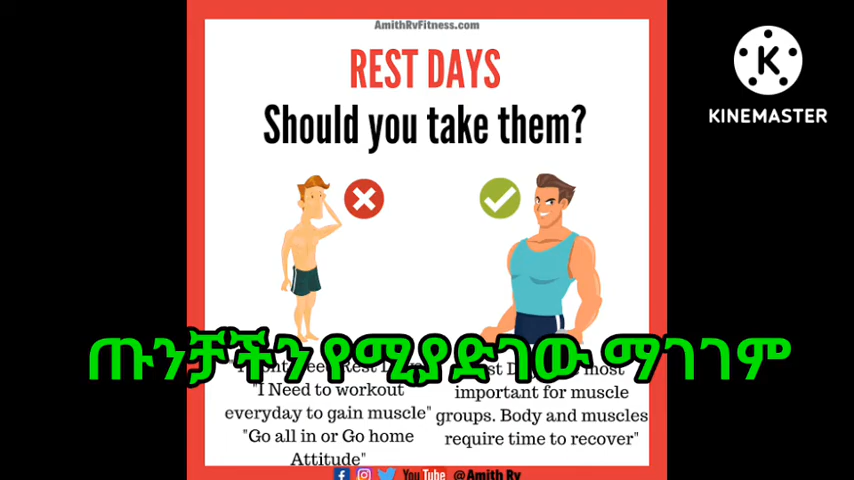 AmithRvFitness.com
REST DAYS
Should you take them?
KINEMASTER
ጡንቻችን የሚያድገው ማገገም
"I Need to workout
everyday to gain muscle"
"Go all in or Go home
Attitude"
most
important for muscle
groups. Body and muscles
require time to recover"
You Tube @Amith Rv